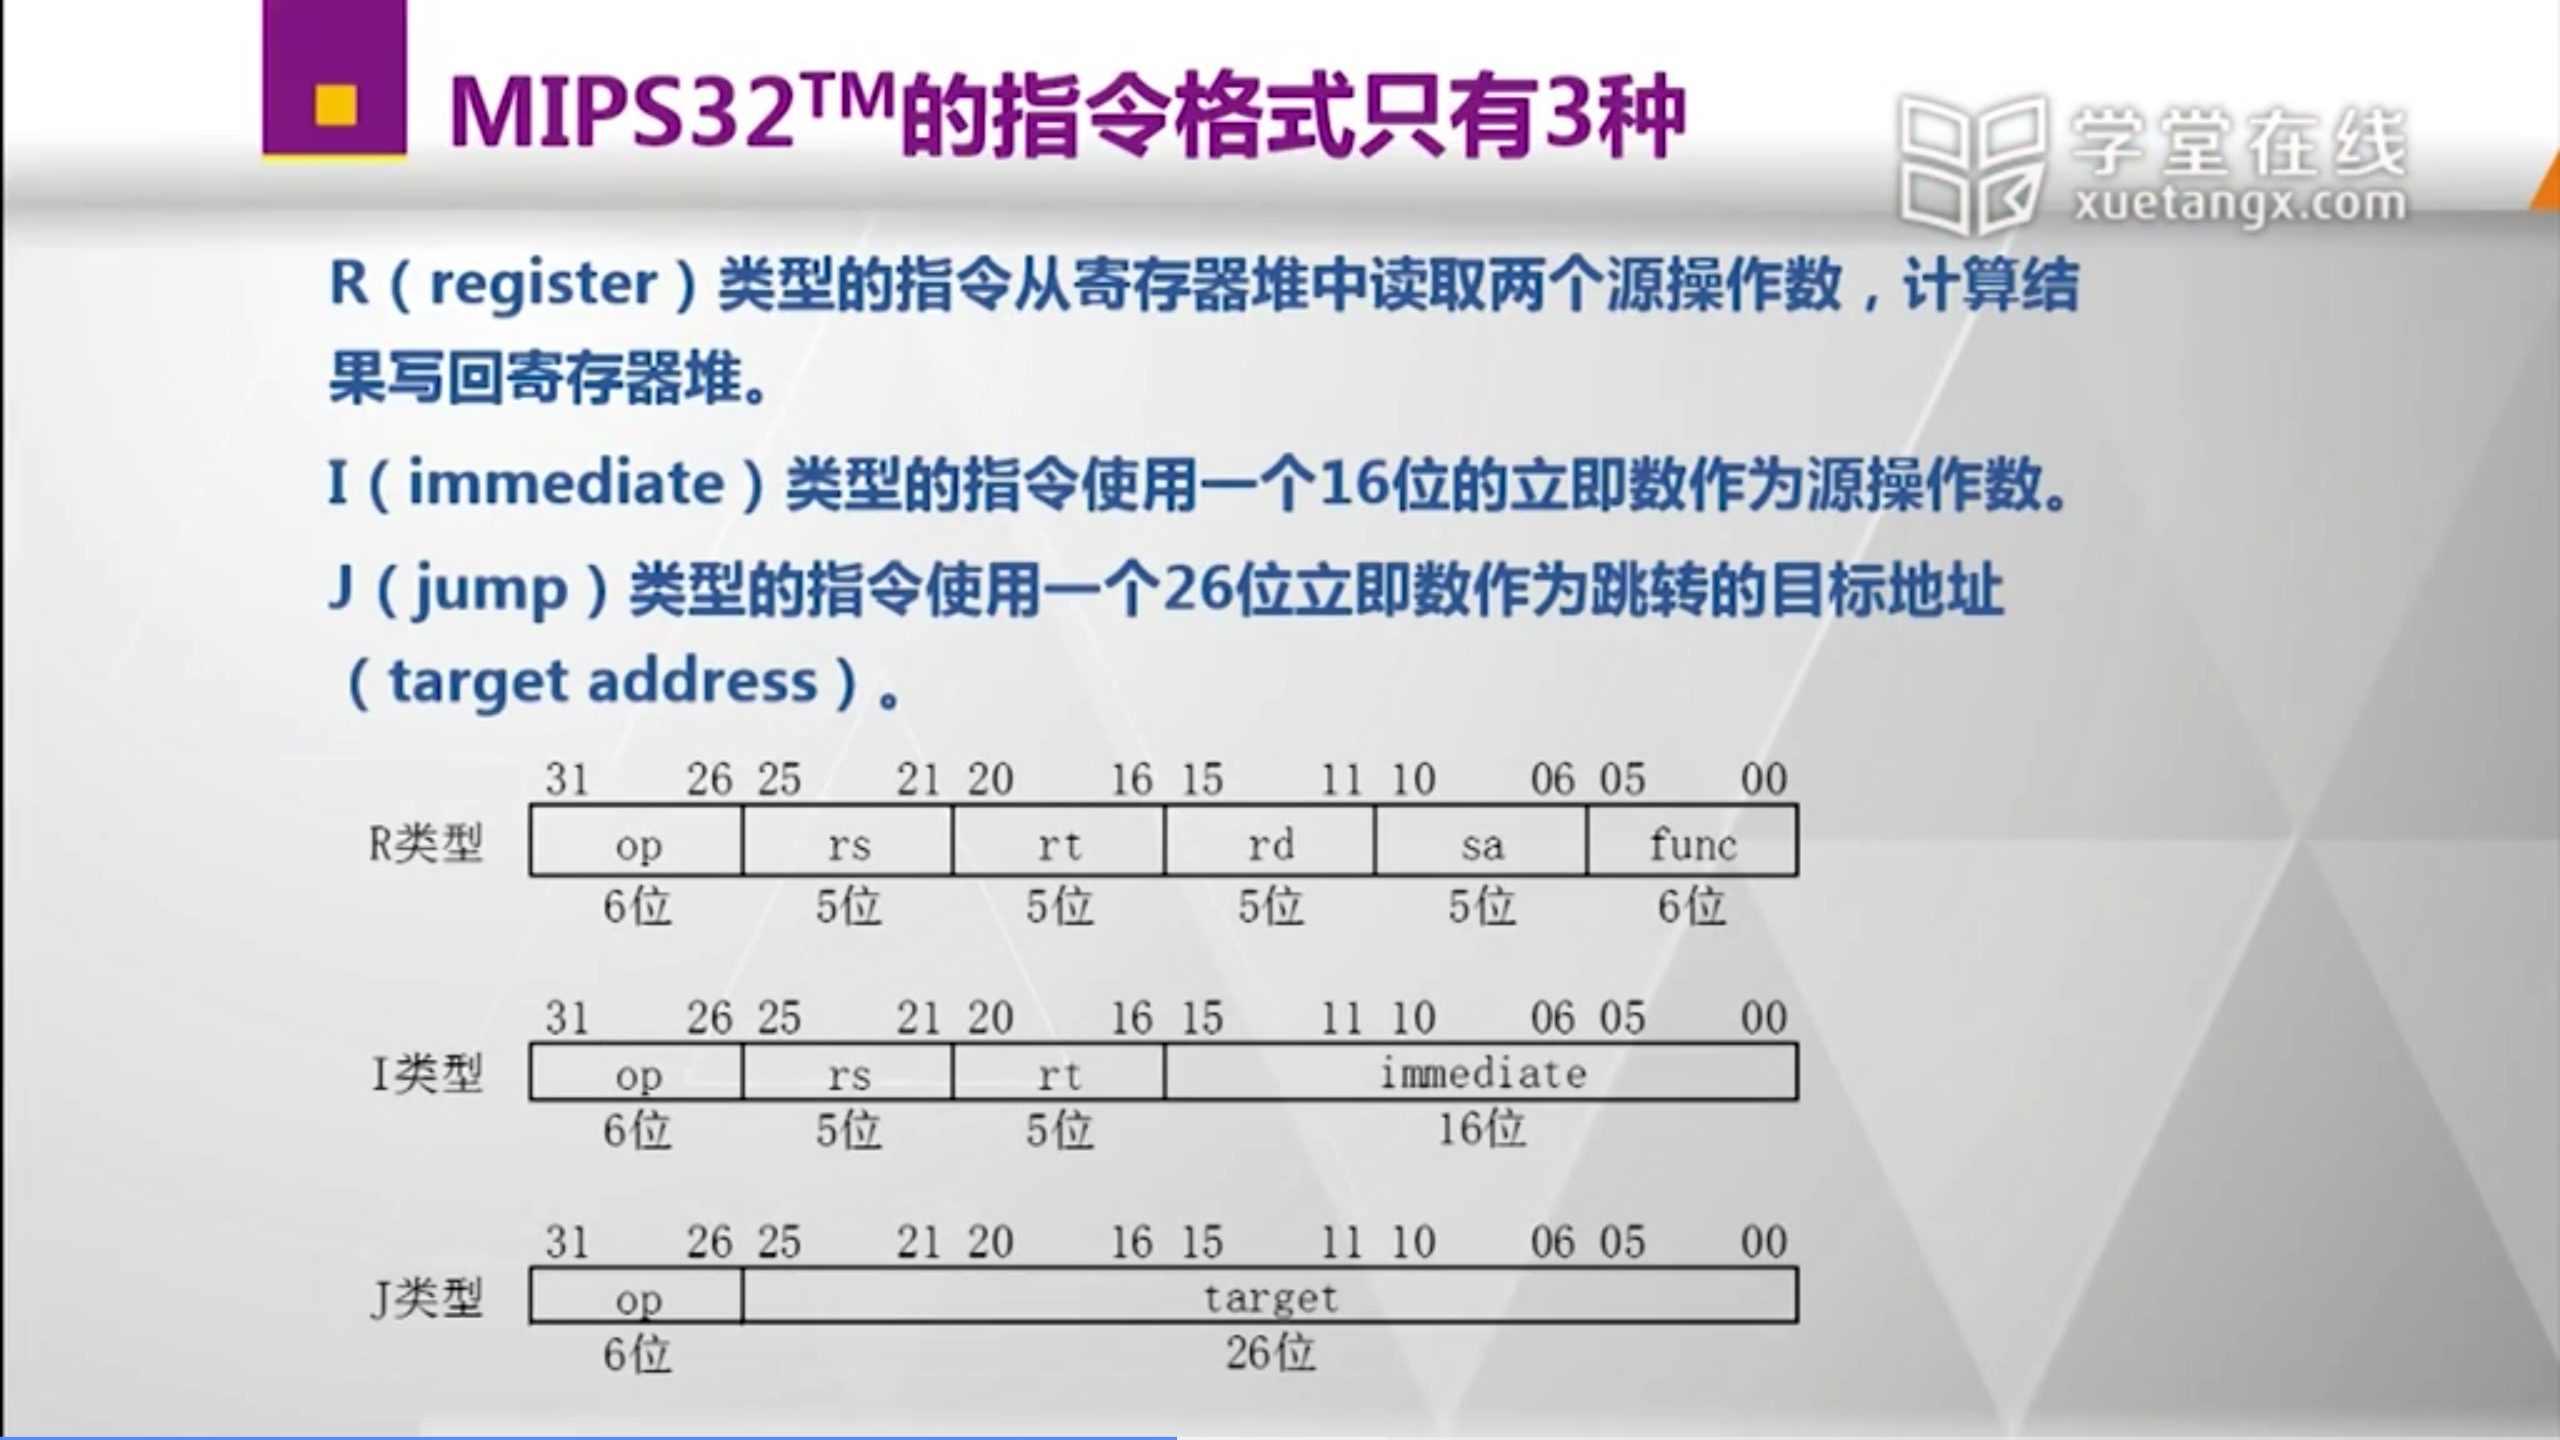 MIPS32TM的指令格式只有3种
学堂在线
xuetangx.com
R（register）类型的指令从寄存器堆中读取两个源操作数，计算结
果写回寄存器堆。
I（immediate）类型的指令使用一个16位的立即数作为源操作数。
J（jump）类型的指令使用一个26位立即数作为跳转的目标地址
（target address）。
31 26 25 21 20 16 15 11 10 06 05 00
R类型 op rs rt rd sa func
6位 5位 5位 5位 5位 6位
31 26 25 21 20 16 15 11 10 06 05 00
I类型 op rs rt immediate
6位 5位 5位 16位
31 26 25 21 20 16 15 11 10 06 05 00
J类型 op target
6位 26位